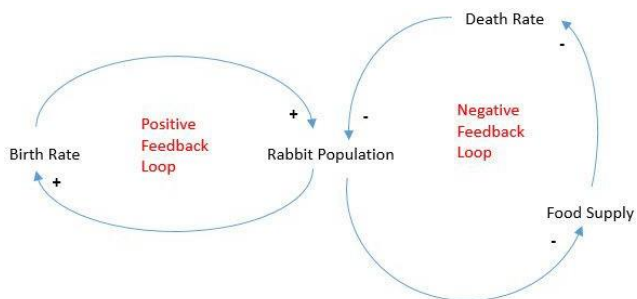 Death Rate
-
+
-
Positive
Feedback
Loop
Negative
Feedback
Loop
Birth Rate
Rabbit Population
+
Food Supply
-